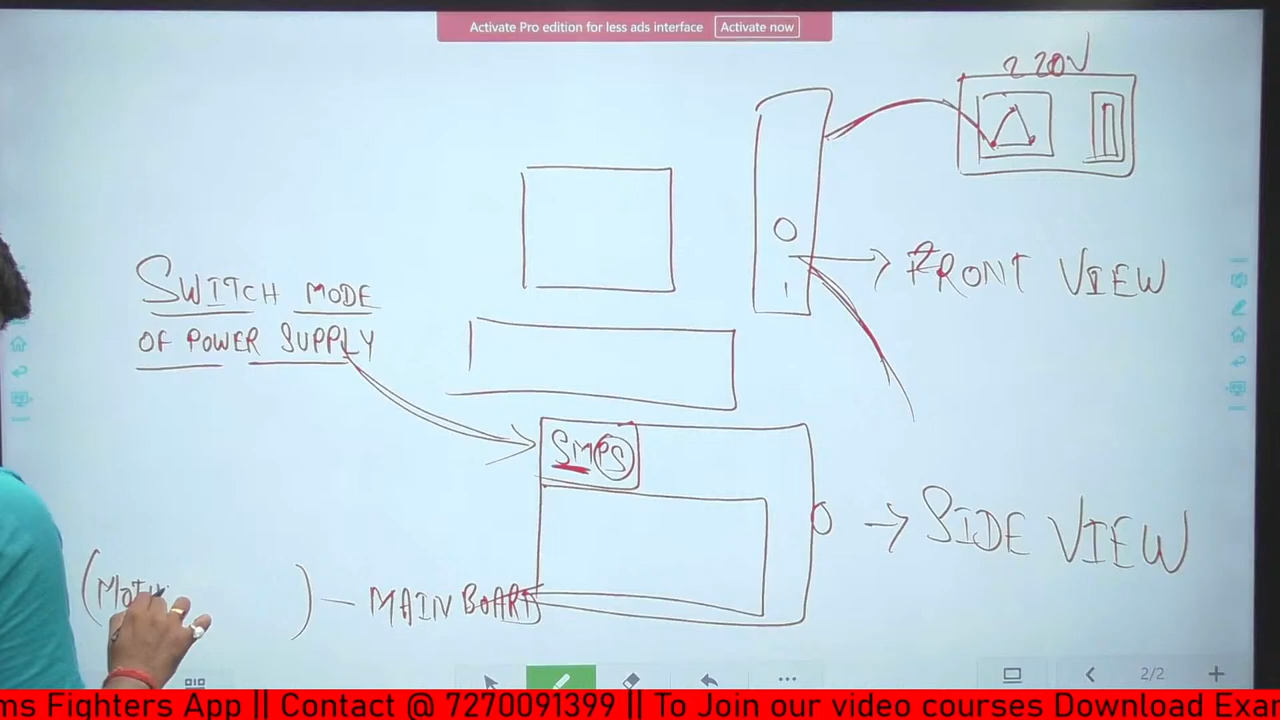 Activate Pro edition for less ads interface Activate now
220V
FRONT VIEW
SWITCH MODE
OF POWER SUPPLY
SMPS
SIDE VIEW
( ) - MAIN BOARD
2/2
ms Fighters App || Contact @ 7270091399 || To Join our video courses Download Exa